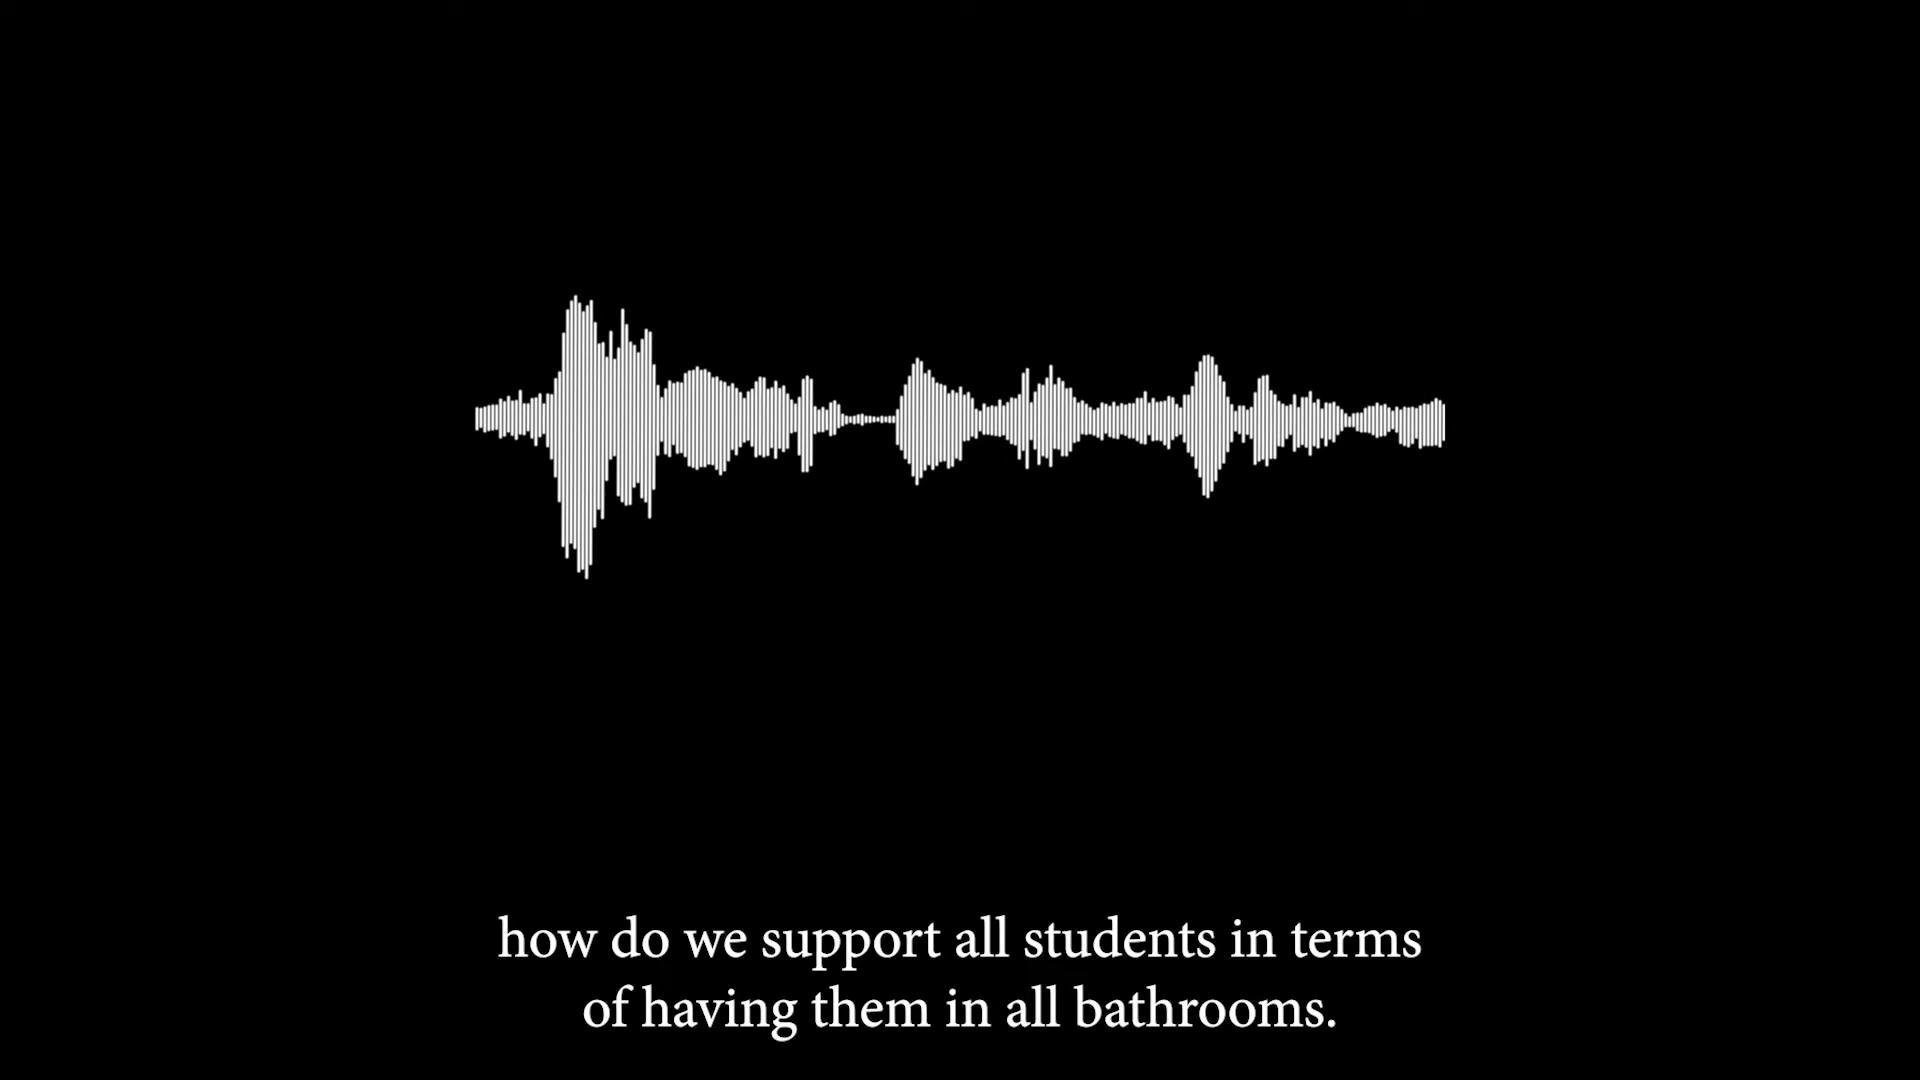 how do we support all students in terms
of having them in all bathrooms.